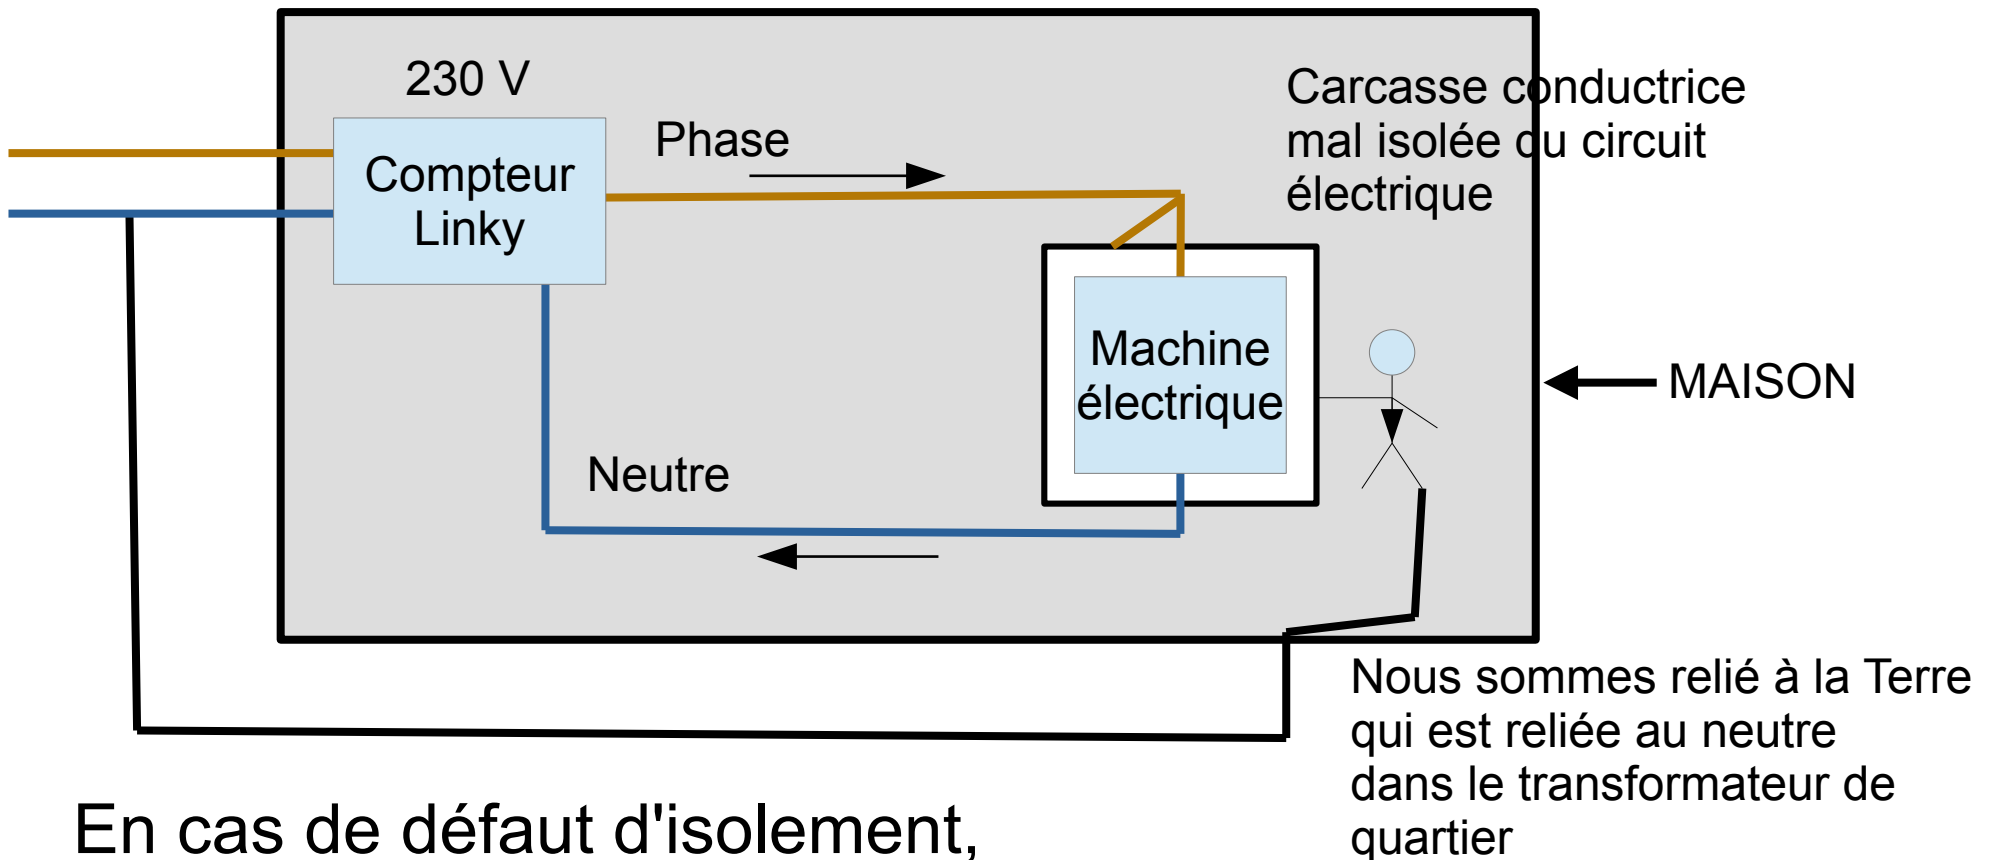 230 V
Compteur
Linky
Phase
Carcasse conductrice
mal isolée du circuit
électrique
Machine
électrique
MAISON
Neutre
Nous sommes relié à la Terre
qui est reliée au neutre
dans le transformateur de
quartier
En cas de défaut d'isolement,